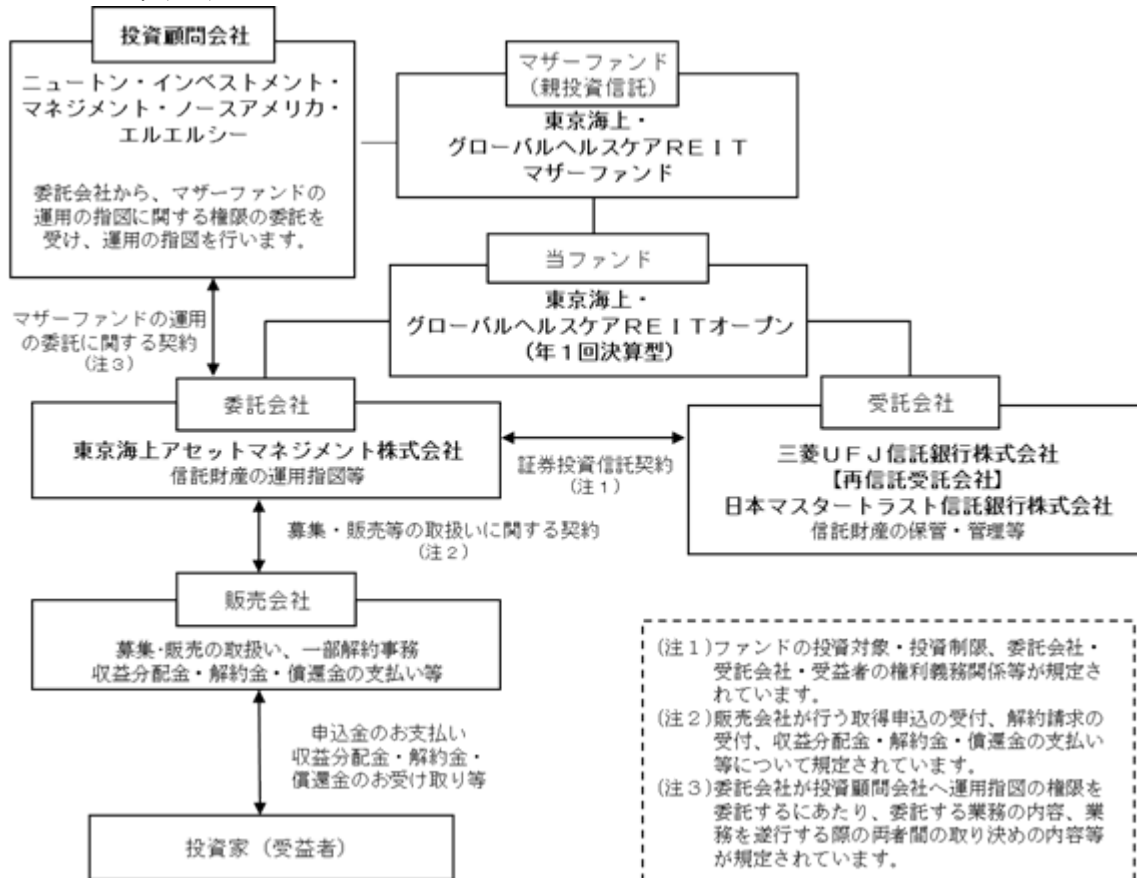 投資顧問会社
ニュートン・インベストメント・
マネジメント・ノースアメリカ・
エルエルシー
委託会社から、マザーファンドの
運用の指図に関する権限の委託を
受け、運用の指図を行います。
マザーファンド
（親投資信託）
東京海上・
グローバルヘルスケアＲＥＩＴ
マザーファンド
当ファンド
東京海上・
グローバルヘルスケアＲＥＩＴオープン
（年１回決算型）
マザーファンドの運用
の委託に関する契約
（注３）
委託会社
東京海上アセットマネジメント株式会社
信託財産の運用指図等
証券投資信託契約
（注１）
受託会社
三菱ＵＦＪ信託銀行株式会社
【再信託受託会社】
日本マスタートラスト信託銀行株式会社
信託財産の保管・管理等
募集・販売等の取扱いに関する契約
（注２）
販売会社
募集・販売の取扱い、一部解約事務
収益分配金・解約金・償還金の支払い等
申込金のお支払い
収益分配金・解約金・
償還金のお受け取り等
投資家（受益者）
（注１）ファンドの投資対象・投資制限、委託会社・
受託会社・受益者の権利義務関係等が規定さ
れています。
（注２）販売会社が行う取得申込の受付、解約請求の
受付、収益分配金・解約金・償還金の支払い
等について規定されています。
（注３）委託会社が投資顧問会社へ運用指図の権限を
委託するにあたり、委託する業務の内容、業
務を遂行する際の両者間の取り決めの内容等
が規定されています。